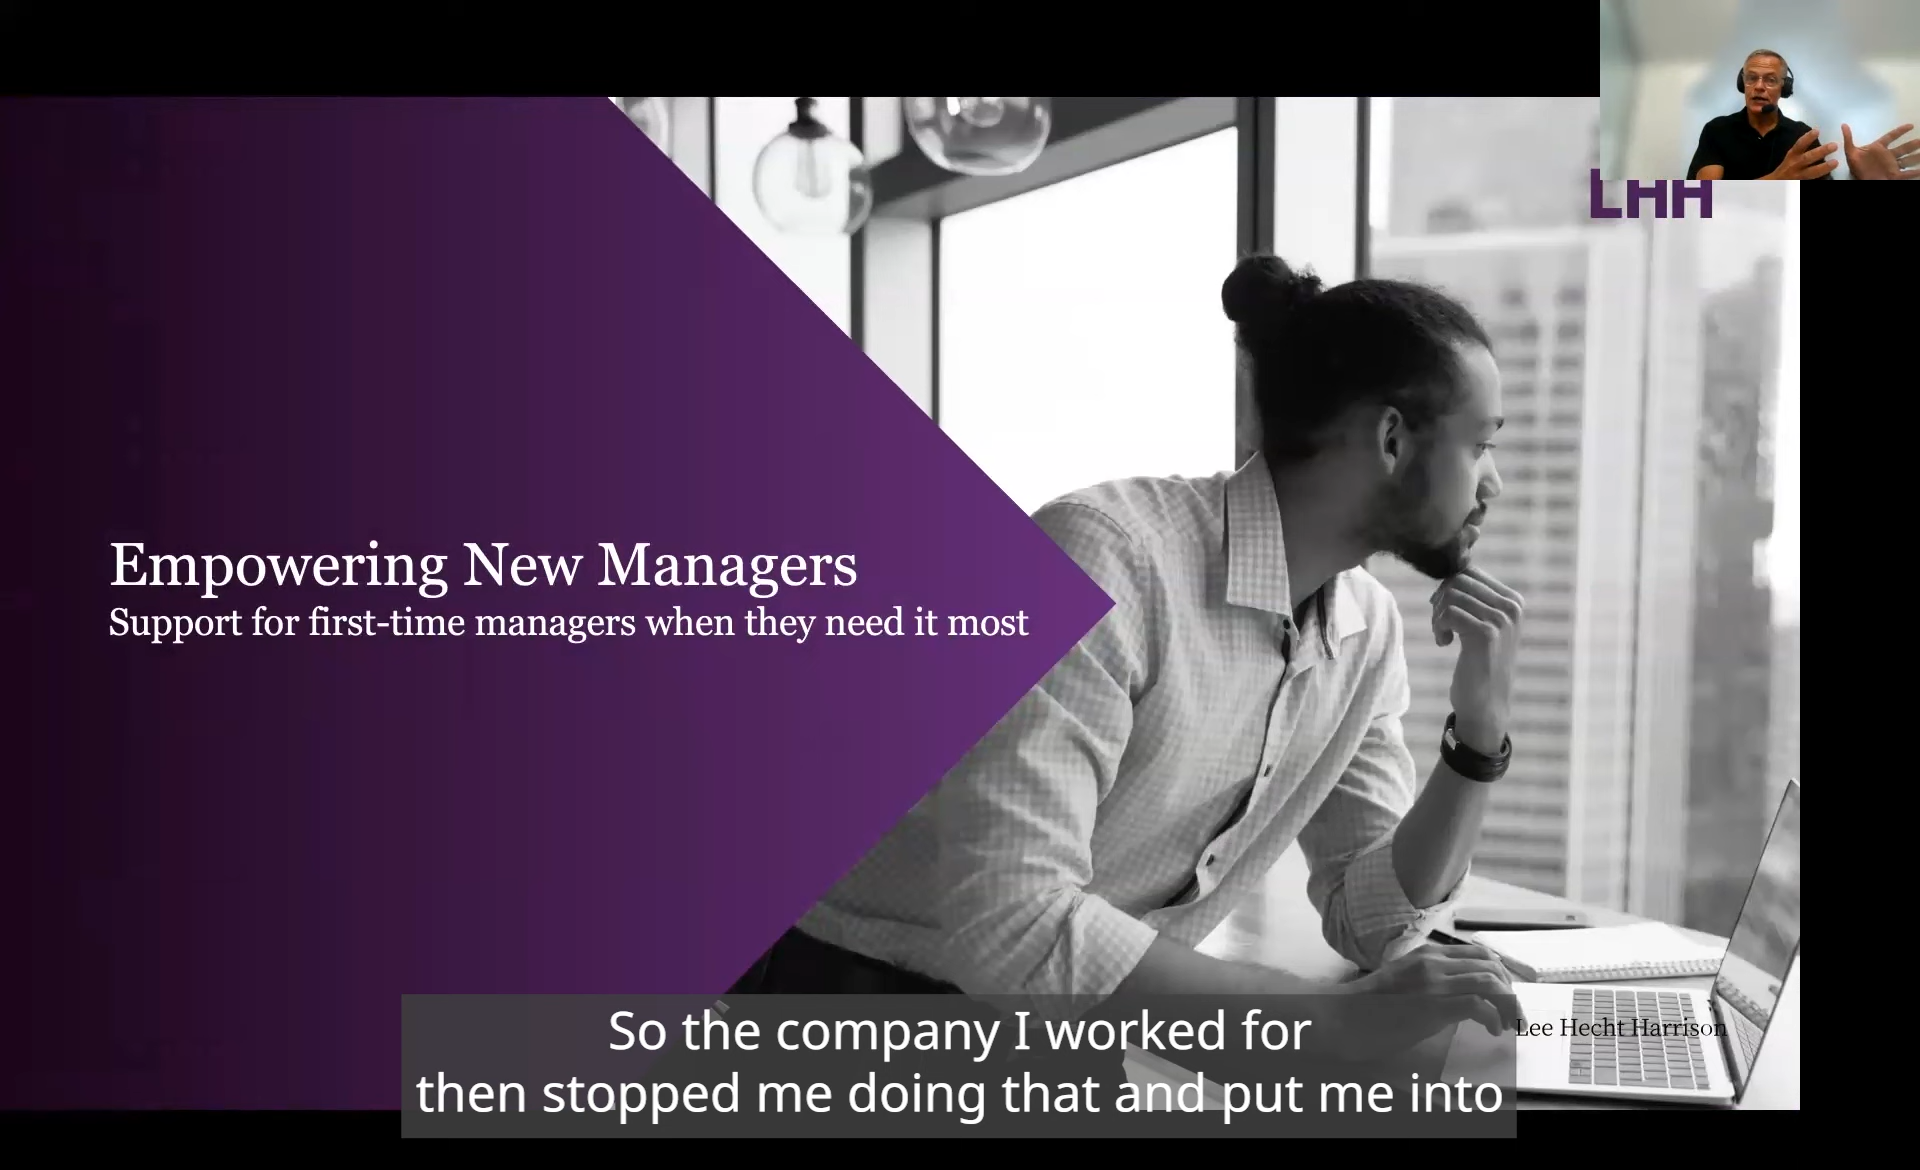 LHH
Empowering New Managers
Support for first-time managers when they need it most
Lee Hecht Harrison
So the company I worked for
then stopped me doing that and put me into